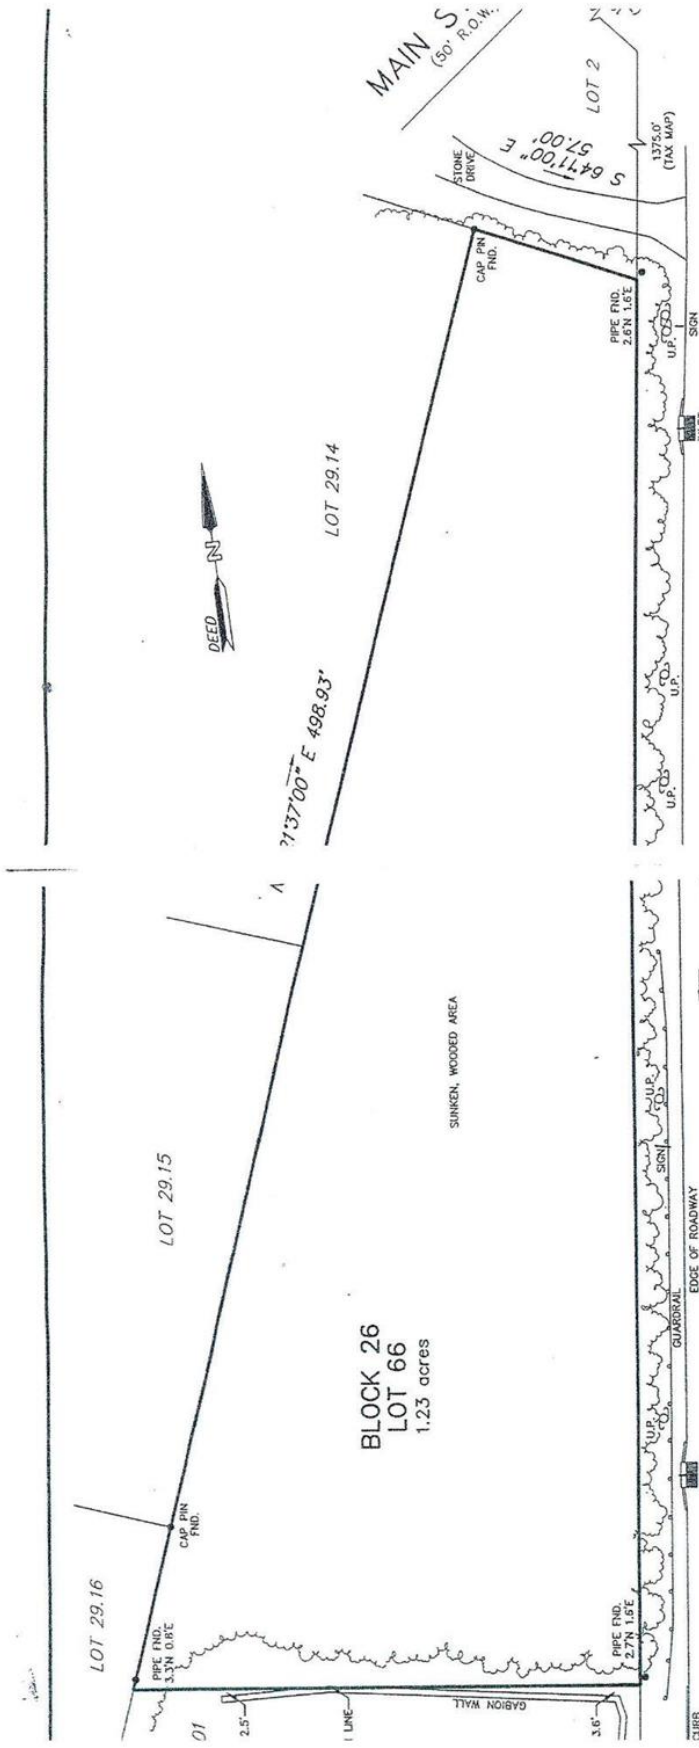 MAIN S
(50' R.O.W.
LOT 2
1375.0'
(TAX MAP)
S 64°11'00" E
57.00'
STONE
DRIVE
CAP PIN
FND.
PIPE FND.
2.6'N 1.6'E
U.P.
SIGN
LOT 29.14
DEED
N
21°37'00" E 498.93'
U.P.
U.P.
SUNKEN, WOODED AREA
LOT 29.15
U.P.
SIGN
EDGE OF ROADWAY
GUARDRAIL
BLOCK 26
LOT 66
1.23 acres
U.P.
CAP PIN
FND.
LOT 29.16
PIPE FND.
3.3'N 0.6'E
PIPE FND.
2.7'N 1.6'E
GABION WALL
01
2.5'
LINE
3.6'
CURB